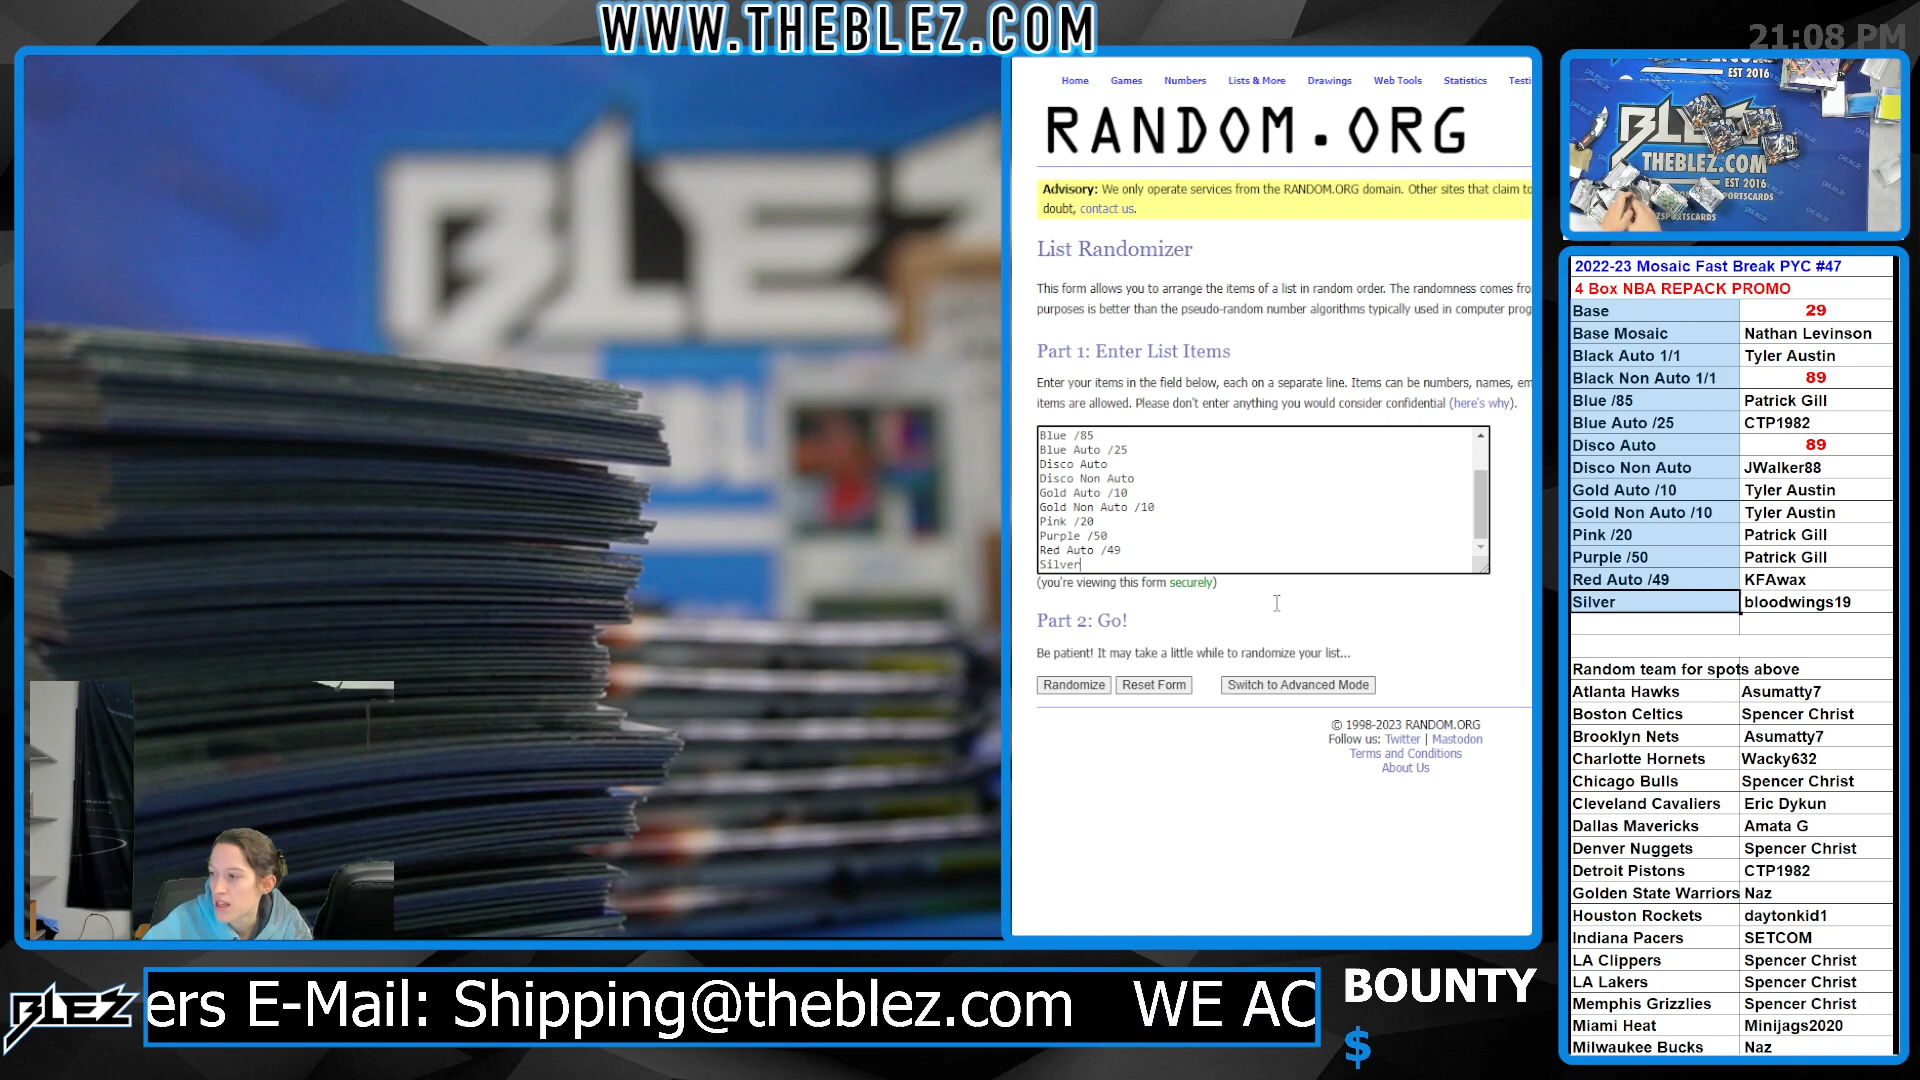 WWW.THEBLEZ.COM
21:08 PM
Home Games Numbers Lists & More Drawings Web Tools Statistics Testi
RANDOM.ORG
Advisory: We only operate services from the RANDOM.ORG domain. Other sites that claim to
doubt, contact us.
List Randomizer
This form allows you to arrange the items of a list in random order. The randomness comes fro
purposes is better than the pseudo-random number algorithms typically used in computer prog
Part 1: Enter List Items
Enter your items in the field below, each on a separate line. Items can be numbers, names, em
items are allowed. Please don't enter anything you would consider confidential (here's why).
Blue /85
Blue Auto /25
Disco Auto
Disco Non Auto
Gold Auto /10
Gold Non Auto /10
Pink /20
Purple /50
Red Auto /49
Silver
(you're viewing this form securely)
Part 2: Go!
Be patient! It may take a little while to randomize your list...
Randomize Reset Form Switch to Advanced Mode
© 1998-2023 RANDOM.ORG
Follow us: Twitter | Mastodon
Terms and Conditions
About Us
BLEZ
EST 2016
BLEZ
THEBLEZ.COM
EST 2016
2022-23 Mosaic Fast Break PYC #47
4 Box NBA REPACK PROMO
Base 29
Base Mosaic Nathan Levinson
Black Auto 1/1 Tyler Austin
Black Non Auto 1/1 89
Blue /85 Patrick Gill
Blue Auto /25 CTP1982
Disco Auto 89
Disco Non Auto JWalker88
Gold Auto /10 Tyler Austin
Gold Non Auto /10 Tyler Austin
Pink /20 Patrick Gill
Purple /50 Patrick Gill
Red Auto /49 KFAwax
Silver bloodwings19
Random team for spots above
Atlanta Hawks Asumatty7
Boston Celtics Spencer Christ
Brooklyn Nets Asumatty7
Charlotte Hornets Wacky632
Chicago Bulls Spencer Christ
Cleveland Cavaliers Eric Dykun
Dallas Mavericks Amata G
Denver Nuggets Spencer Christ
Detroit Pistons CTP1982
Golden State Warriors Naz
Houston Rockets daytonkid1
Indiana Pacers SETCOM
LA Clippers Spencer Christ
LA Lakers Spencer Christ
Memphis Grizzlies Spencer Christ
Miami Heat Minijags2020
Milwaukee Bucks Naz
BLEZ
ers E-Mail: Shipping@theblez.com WE AC
BOUNTY
$